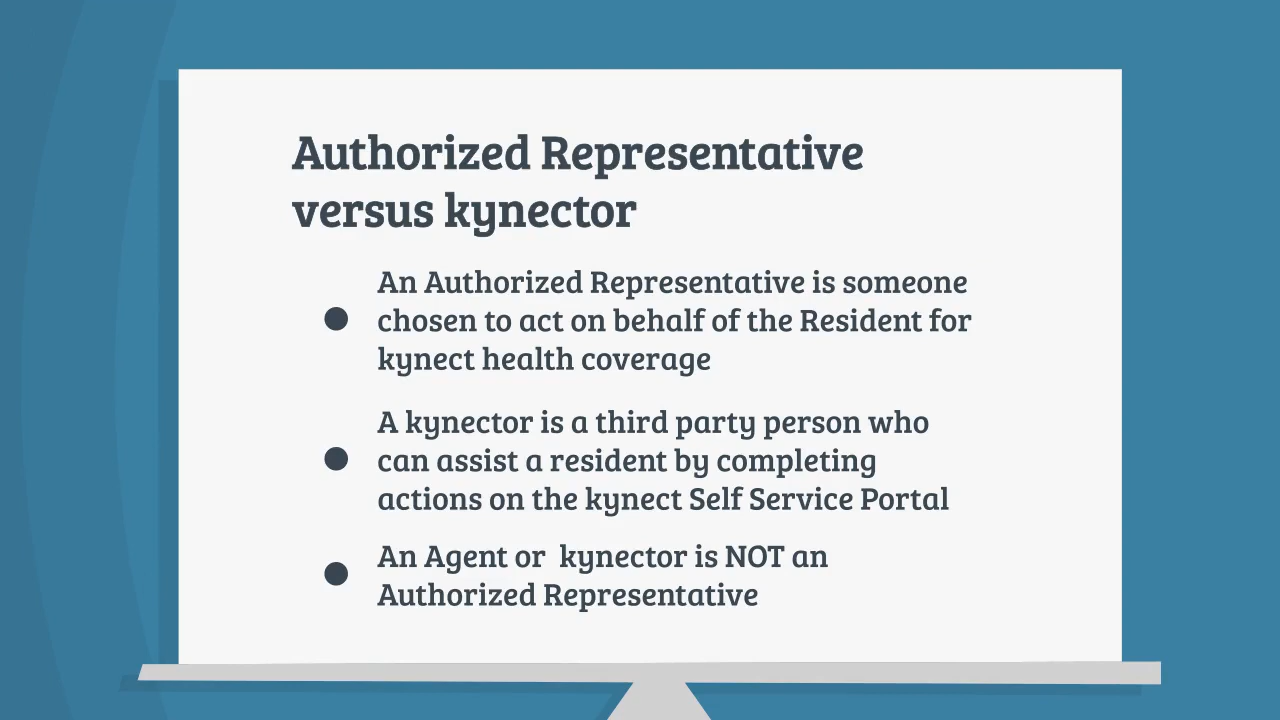 Authorized Representative
versus kynector
An Authorized Representative is someone
chosen to act on behalf of the Resident for
kynect health coverage
A kynector is a third party person who
can assist a resident by completing
actions on the kynect Self Service Portal
An Agent or  kynector is NOT an
Authorized Representative